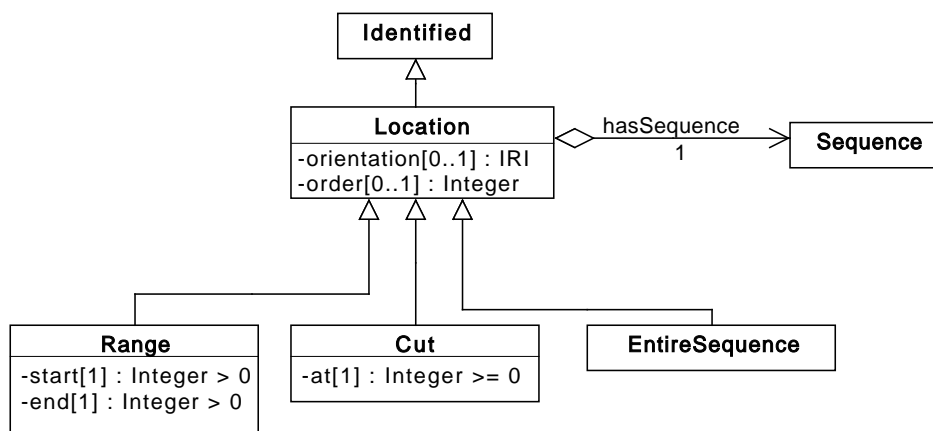 Identified
Location
-orientation[0..1] : IRI
-order[0..1] : Integer
hasSequence
1
Sequence
Range
-start[1] : Integer > 0
-end[1] : Integer > 0
Cut
-at[1] : Integer >= 0
EntireSequence